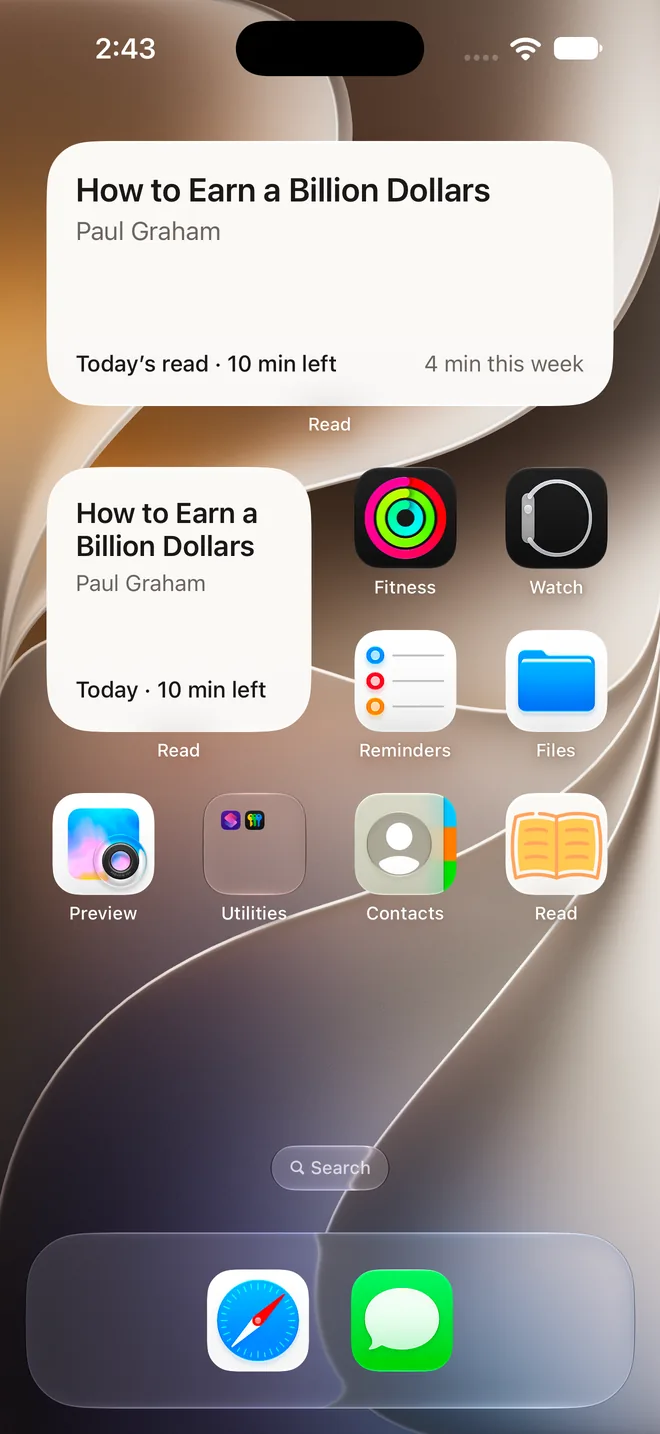 2:43
How to Earn a Billion Dollars
Paul Graham
Today’s read · 10 min left
4 min this week
Read
How to Earn a
Billion Dollars
Paul Graham
Today · 10 min left
Read
Fitness
Watch
Reminders
Files
Preview
Utilities
Contacts
Read
Search